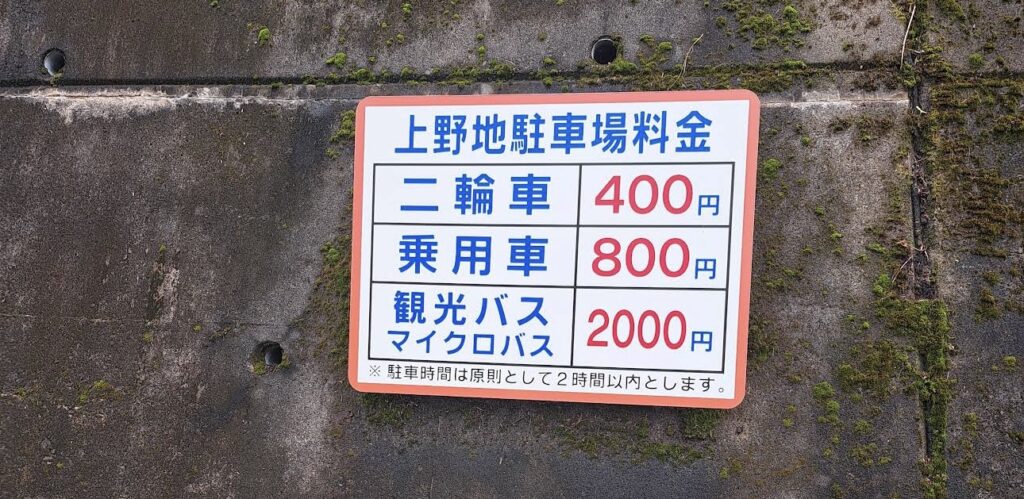 上野地駐車場料金
二輪車 400円
乗用車 800円
観光バス
マイクロバス 2000円
※ 駐車時間は原則として２時間以内とします。